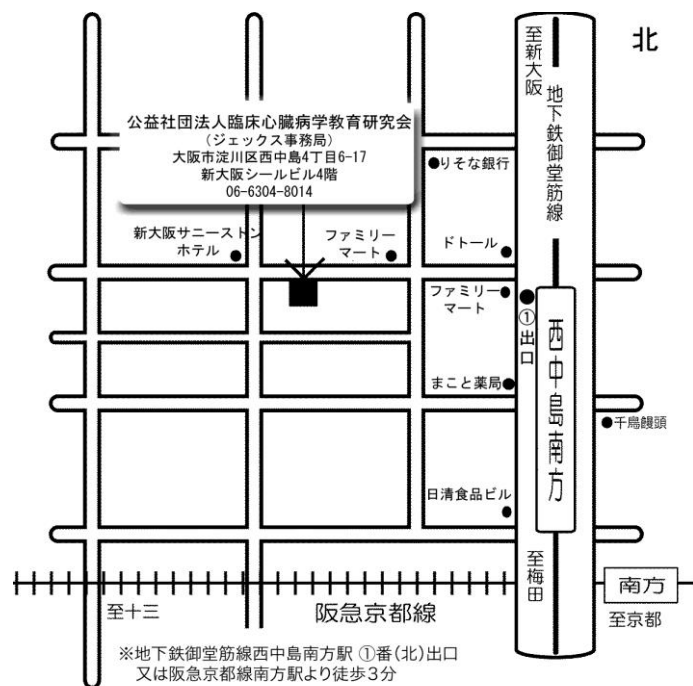 北
至新大阪
地下鉄御堂筋線
公益社団法人臨床心臓病学教育研究会
(ジェックス事務局)
大阪市淀川区西中島4丁目6-17
新大阪シールビル4階
06-6304-8014
●りそな銀行
新大阪サニーストン
ホテル
ファミリー
マート
ドトール
ファミリー
マート
①出口
西中島南方
まこと薬局
●千鳥饅頭
日清食品ビル
至梅田
南方
至十三
阪急京都線
至京都
※地下鉄御堂筋線西中島南方駅 ①番(北)出口
又は阪急京都線南方駅より徒歩3分